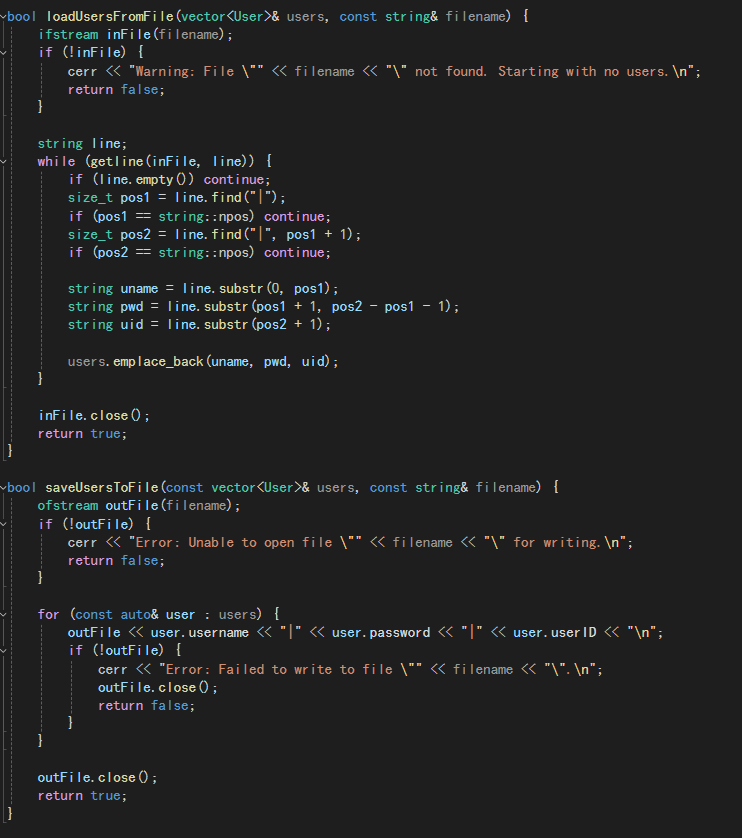 bool loadUsersFromFile(vector<User>& users, const string& filename) {
    ifstream inFile(filename);
    if (!inFile) {
        cerr << "Warning: File \"" << filename << "\" not found. Starting with no users.\n";
        return false;
    }

    string line;
    while (getline(inFile, line)) {
        if (line.empty()) continue;
        size_t pos1 = line.find("|");
        if (pos1 == string::npos) continue;
        size_t pos2 = line.find("|", pos1 + 1);
        if (pos2 == string::npos) continue;

        string uname = line.substr(0, pos1);
        string pwd = line.substr(pos1 + 1, pos2 - pos1 - 1);
        string uid = line.substr(pos2 + 1);

        users.emplace_back(uname, pwd, uid);
    }

    inFile.close();
    return true;
}

bool saveUsersToFile(const vector<User>& users, const string& filename) {
    ofstream outFile(filename);
    if (!outFile) {
        cerr << "Error: Unable to open file \"" << filename << "\" for writing.\n";
        return false;
    }

    for (const auto& user : users) {
        outFile << user.username << "|" << user.password << "|" << user.userID << "\n";
        if (!outFile) {
            cerr << "Error: Failed to write to file \"" << filename << "\".\n";
            outFile.close();
            return false;
        }
    }

    outFile.close();
    return true;
}